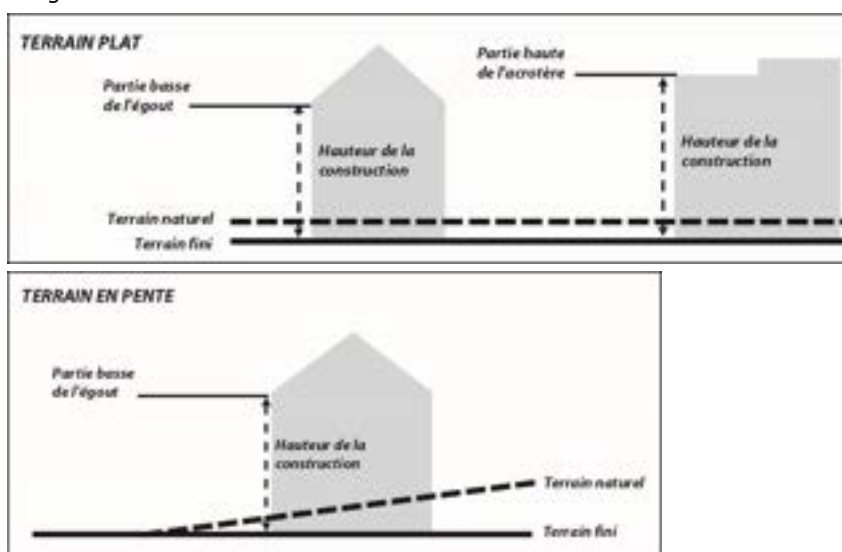 TERRAIN PLAT
Partie basse
de l'égout
Partie haute
de l'acrotère
Hauteur de la
construction
Hauteur de la
construction
Terrain naturel
Terrain fini
TERRAIN EN PENTE
Partie basse
de l'égout
Hauteur de la
construction
Terrain naturel
Terrain fini